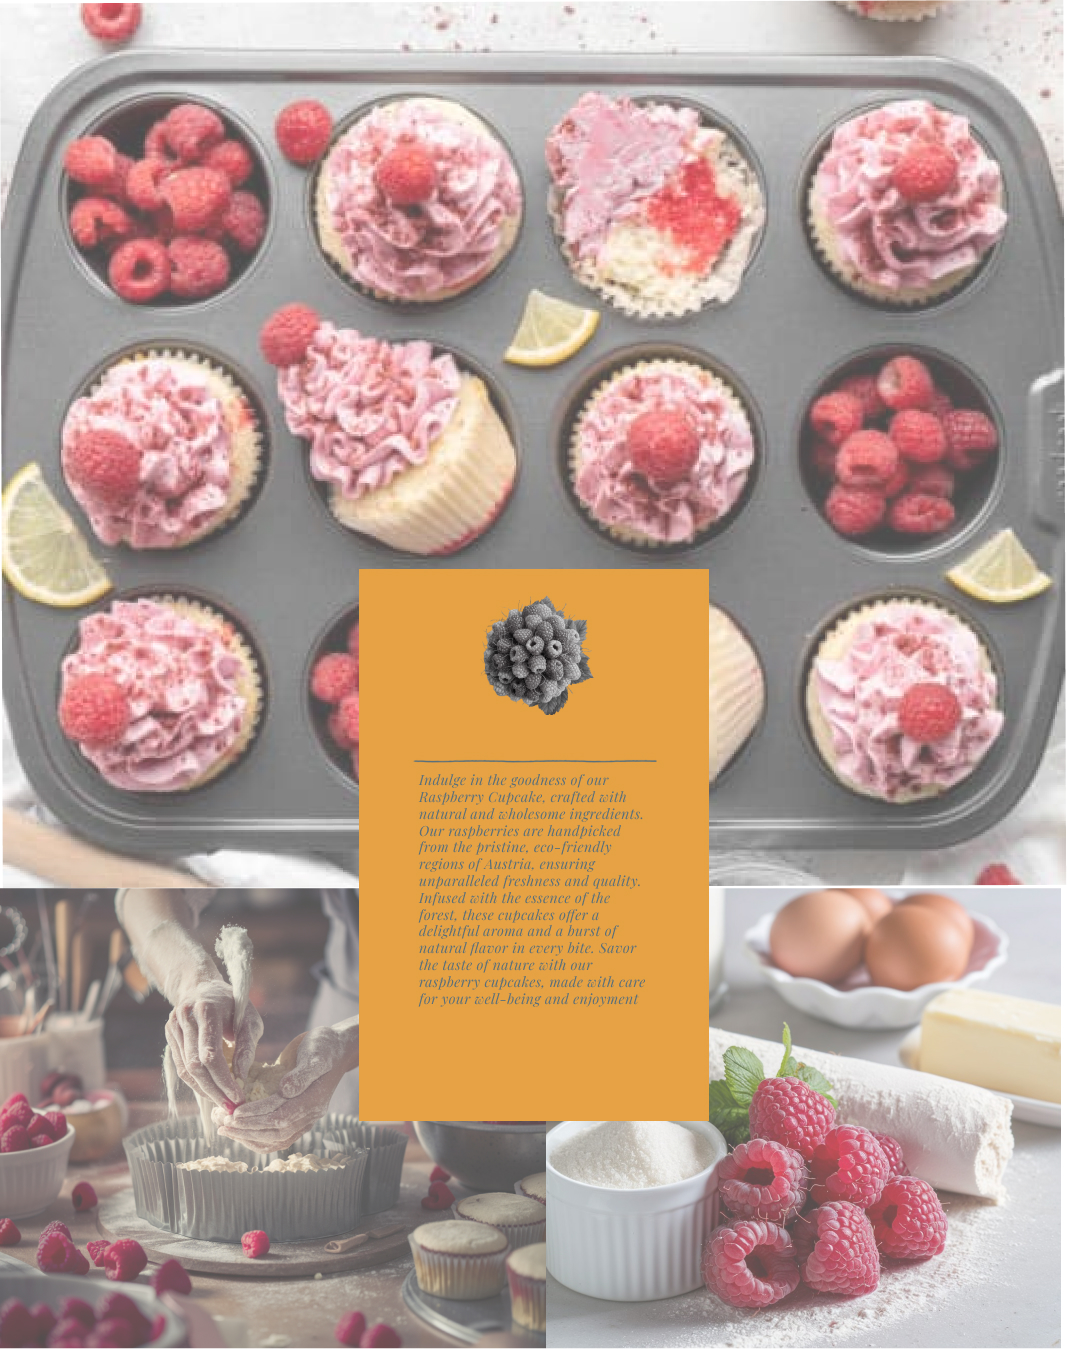 Indulge in the goodness of our
Raspberry Cupcake, crafted with
natural and wholesome ingredients.
Our raspberries are handpicked
from the pristine, eco-friendly
regions of Austria, ensuring
unparalleled freshness and quality.
Infused with the essence of the
forest, these cupcakes offer a
delightful aroma and a burst of
natural flavor in every bite. Savor
the taste of nature with our
raspberry cupcakes, made with care
for your well-being and enjoyment